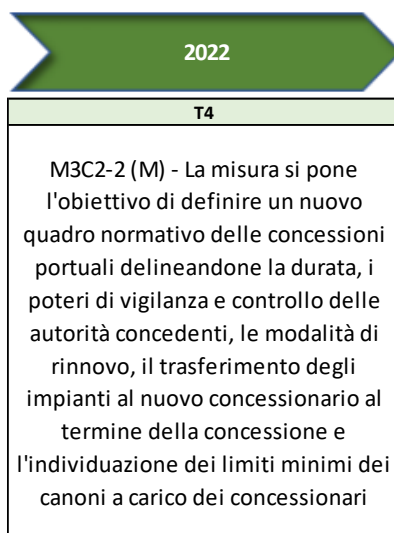 2022
T4
M3C2-2 (M) - La misura si pone
l'obiettivo di definire un nuovo
quadro normativo delle concessioni
portuali delineandone la durata, i
poteri di vigilanza e controllo delle
autorità concedenti, le modalità di
rinnovo, il trasferimento degli
impianti al nuovo concessionario al
termine della concessione e
l'individuazione dei limiti minimi dei
canoni a carico dei concessionari